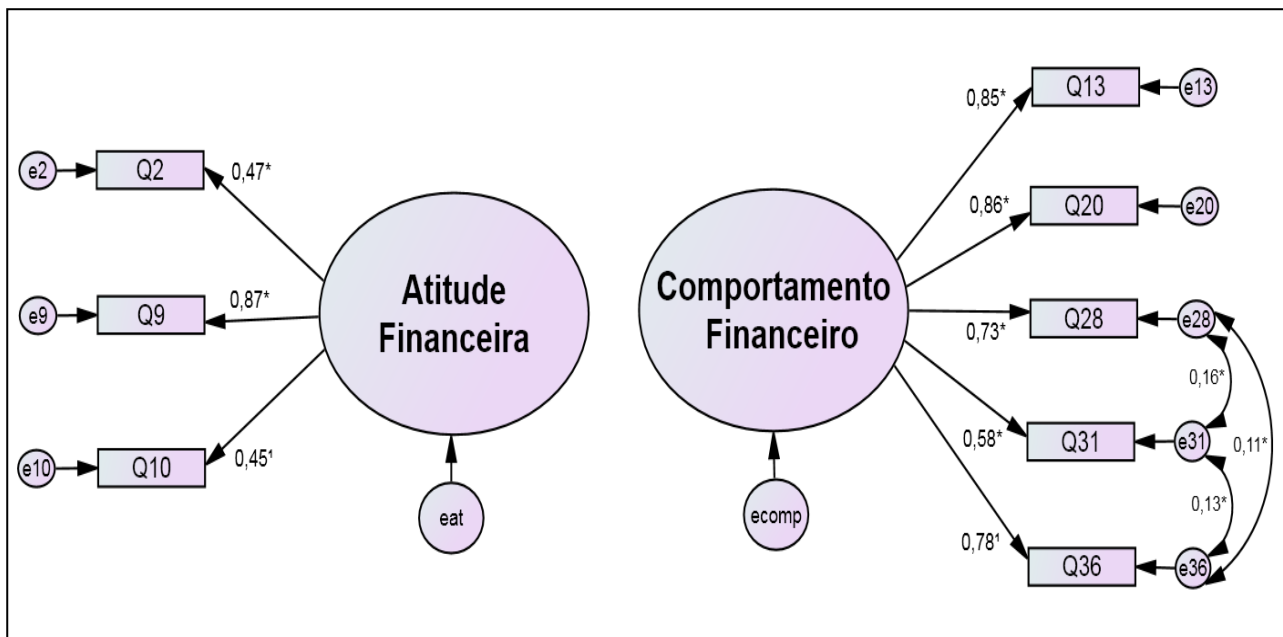 e2
Q2
0,47*
e9
Q9
0,87*
e10
Q10
0,45¹
Atitude
Financeira
eat
Comportamento
Financeiro
ecomp
0,85*
Q13
e13
0,86*
Q20
e20
0,73*
Q28
e28
0,58*
Q31
e31
0,78¹
Q36
e36
0,16*
0,13*
0,11*